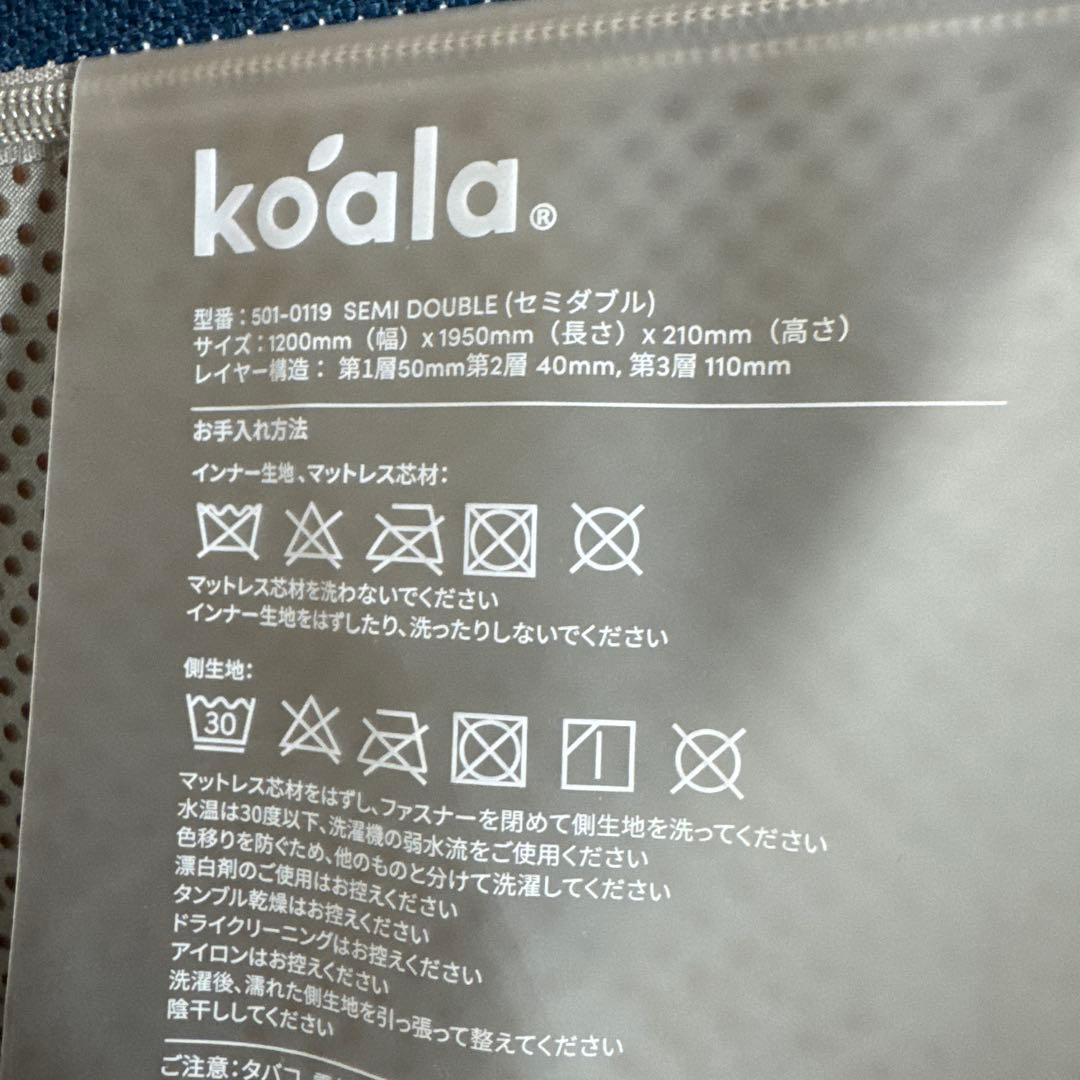 koala®
型番：501-0119 SEMI DOUBLE (セミダブル)
サイズ：1200mm（幅）x 1950mm（長さ）x 210mm（高さ）
レイヤー構造： 第1層50mm第2層 40mm, 第3層 110mm
お手入れ方法
インナー生地、マットレス芯材：
マットレス芯材を洗わないでください
インナー生地をはずしたり、洗ったりしないでください
側生地：
30
マットレス芯材をはずし、ファスナーを閉めて側生地を洗ってください
水温は30度以下、洗濯機の弱水流をご使用ください
色移りを防ぐため、他のものと分けて洗濯してください
漂白剤のご使用はお控えください
タンブル乾燥はお控えください
ドライクリーニングはお控えください
アイロンはお控えください
洗濯後、濡れた側生地を引っ張って整えてください
陰干ししてください
ご注意：タバコ